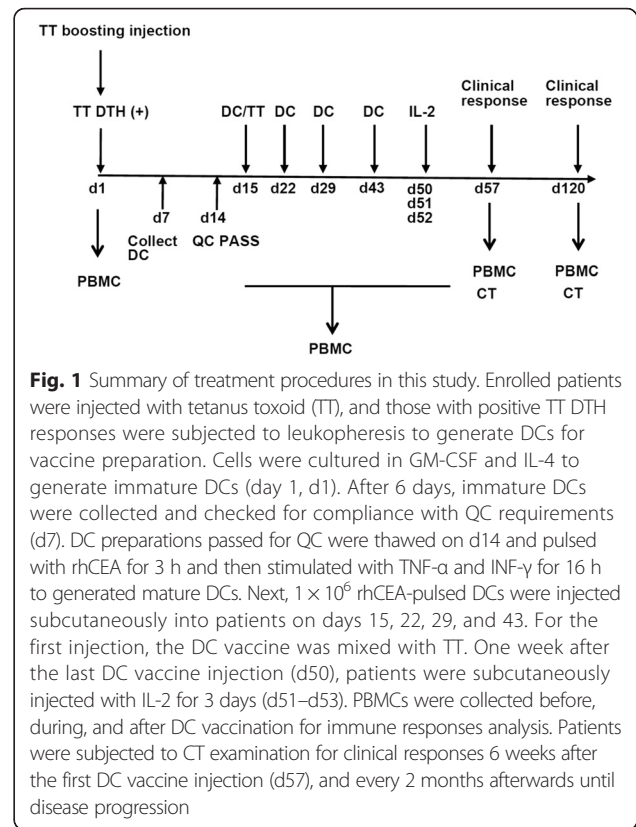 TT boosting injection
TT DTH (+)
DC/TT DC DC DC IL-2 Clinical response Clinical response
d1 d7 d14 d15 d22 d29 d43 d50 d51 d52 d57 d120
Collect DC
QC PASS
PBMC
PBMC CT
PBMC CT
PBMC
Fig. 1 Summary of treatment procedures in this study. Enrolled patients
were injected with tetanus toxoid (TT), and those with positive TT DTH
responses were subjected to leukopheresis to generate DCs for
vaccine preparation. Cells were cultured in GM-CSF and IL-4 to
generate immature DCs (day 1, d1). After 6 days, immature DCs
were collected and checked for compliance with QC requirements
(d7). DC preparations passed for QC were thawed on d14 and pulsed
with rhCEA for 3 h and then stimulated with TNF-α and INF-γ for 16 h
to generated mature DCs. Next, 1 × 10⁶ rhCEA-pulsed DCs were injected
subcutaneously into patients on days 15, 22, 29, and 43. For the
first injection, the DC vaccine was mixed with TT. One week after
the last DC vaccine injection (d50), patients were subcutaneously
injected with IL-2 for 3 days (d51–d53). PBMCs were collected before,
during, and after DC vaccination for immune responses analysis. Patients
were subjected to CT examination for clinical responses 6 weeks after
the first DC vaccine injection (d57), and every 2 months afterwards until
disease progression